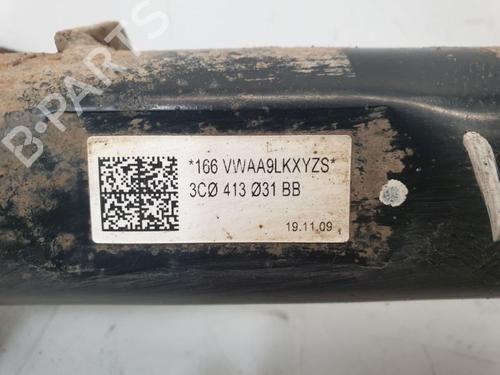 B-PARTS
*166 VWAA9LKXYZS*
3CØ 413 Ø31 BB
19.11.09